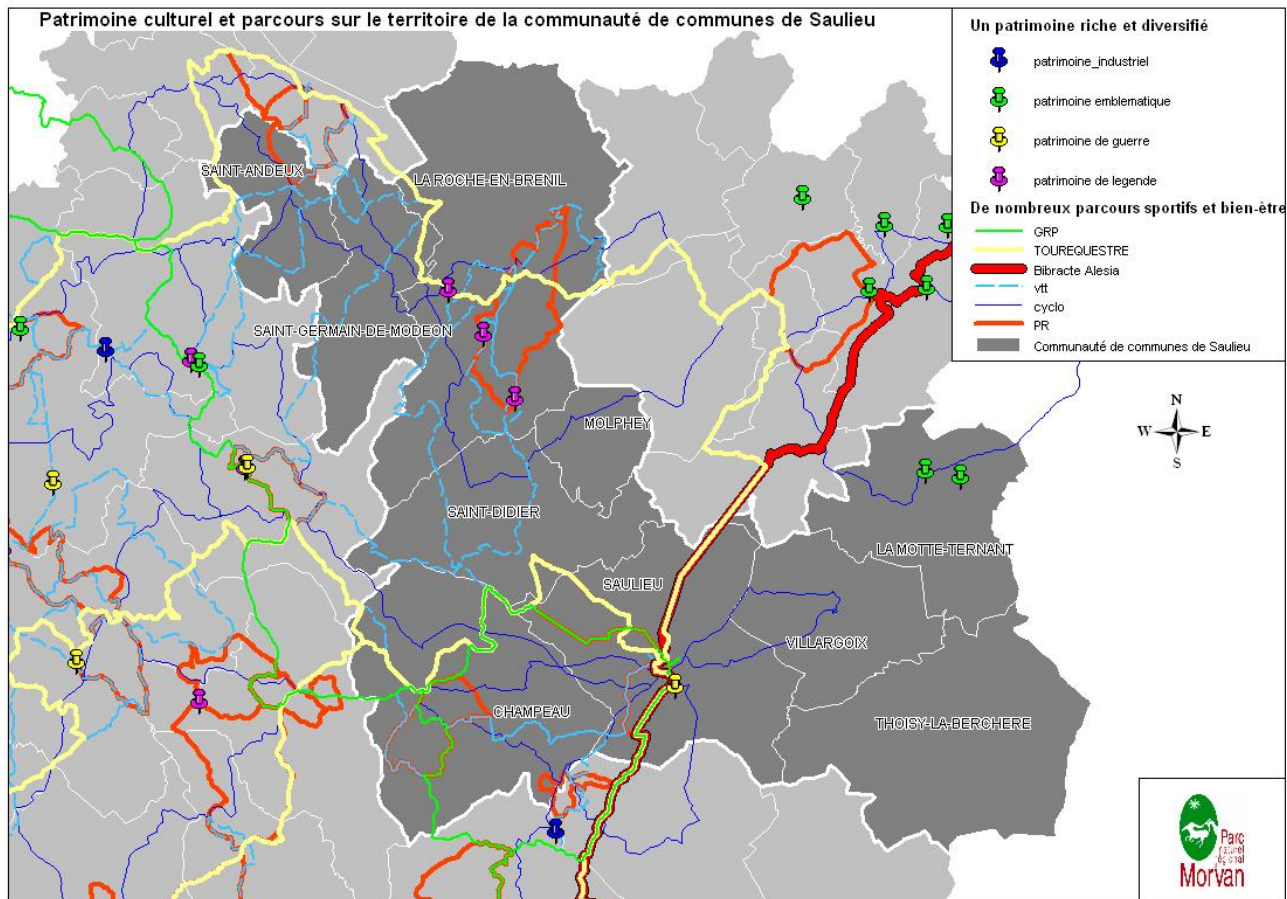 Patrimoine culturel et parcours sur le territoire de la communauté de communes de Saulieu
Un patrimoine riche et diversifié
patrimoine_industriel
patrimoine emblematique
patrimoine de guerre
patrimoine de legende
De nombreux parcours sportifs et bien-être
GRP
TOUREQUESTRE
Bibracte Alesia
vtt
cyclo
PR
Communauté de communes de Saulieu
SAINT-ANDEUX
LA ROCHE-EN-BRENIL
SAINT-GERMAIN-DE-MODEON
MOLPHEY
SAINT-DIDIER
LA MOTTE-TERNANT
SAULIEU
VILLARGOIX
CHAMPEAU
THOISY-LA-BERCHERE
N
W E
S
Parc
naturel
régional
Morvan